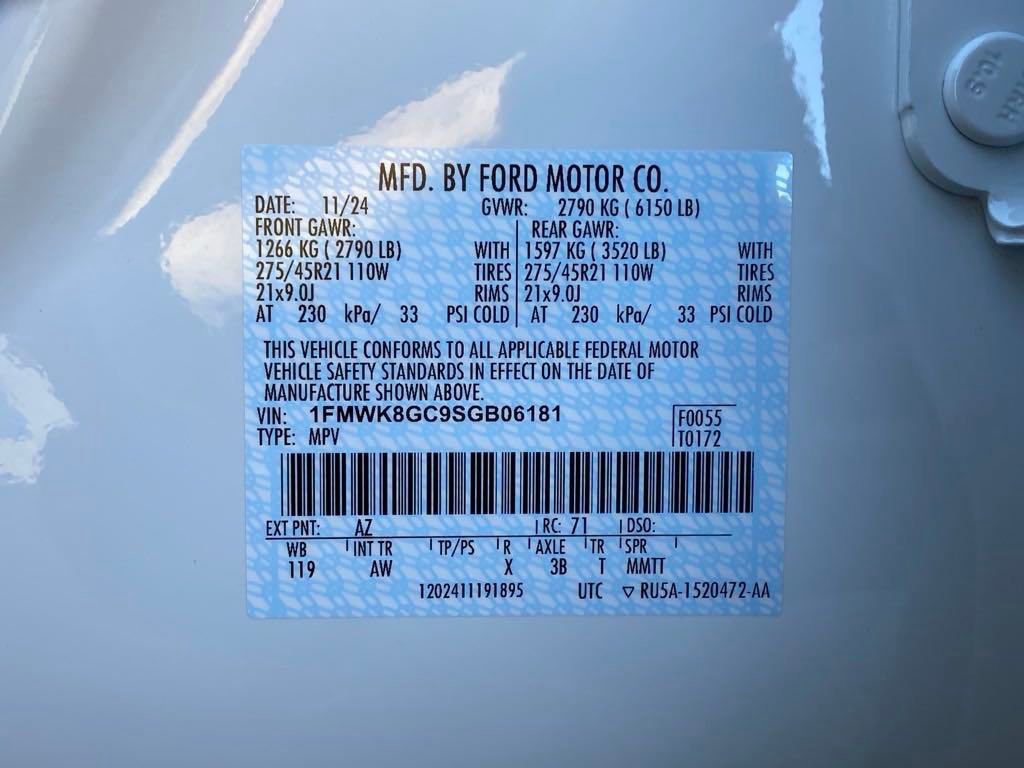 MFD. BY FORD MOTOR CO.
DATE: 11/24 GVWR: 2790 KG ( 6150 LB)
FRONT GAWR: REAR GAWR:
1266 KG ( 2790 LB) WITH 1597 KG ( 3520 LB) WITH
275/45R21 110W TIRES 275/45R21 110W TIRES
21x9.0J RIMS 21x9.0J RIMS
AT 230 kPa/ 33 PSI COLD AT 230 kPa/ 33 PSI COLD
THIS VEHICLE CONFORMS TO ALL APPLICABLE FEDERAL MOTOR
VEHICLE SAFETY STANDARDS IN EFFECT ON THE DATE OF
MANUFACTURE SHOWN ABOVE.
VIN: 1FMWK8GC9SGB06181 F0055
TYPE: MPV T0172
EXT PNT: AZ RC: 71 DSO:
WB INT TR TP/PS R AXLE TR SPR
119 AW X 3B T MMTT
1202411191895 UTC ▽ RU5A-1520472-AA
10.9